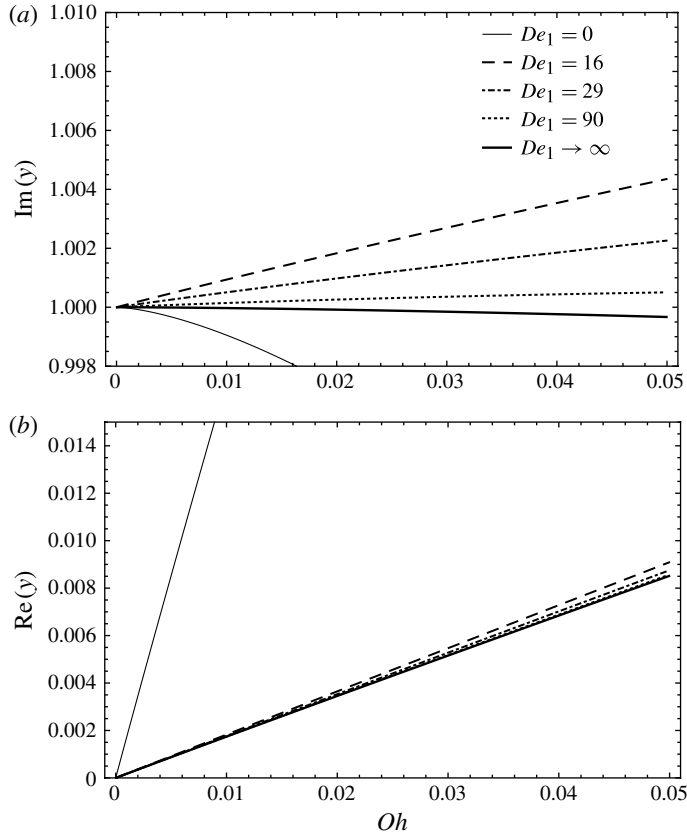 (a)
1.010
1.008
1.006
1.004
1.002
1.000
0.998
Im (y)
De₁ = 0
De₁ = 16
De₁ = 29
De₁ = 90
De₁ → ∞
0 0.01 0.02 0.03 0.04 0.05
(b)
0.014
0.012
0.010
0.008
0.006
0.004
0.002
0
Re (y)
0 0.01 0.02 0.03 0.04 0.05
Oh